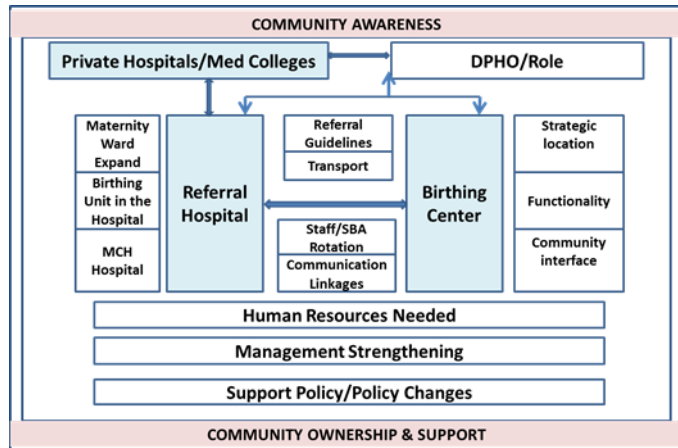 COMMUNITY AWARENESS
Private Hospitals/Med Colleges
DPHO/Role
Maternity
Ward
Expand
Birthing
Unit in the
Hospital
MCH
Hospital
Referral
Hospital
Referral
Guidelines
Transport
Staff/SBA
Rotation
Communication
Linkages
Birthing
Center
Strategic
location
Functionality
Community
interface
Human Resources Needed
Management Strengthening
Support Policy/Policy Changes
COMMUNITY OWNERSHIP & SUPPORT